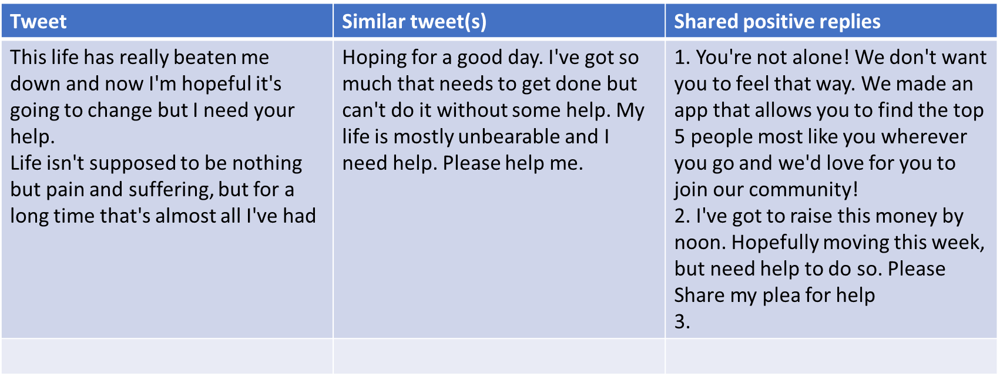 Tweet
Similar tweet(s)
Shared positive replies
This life has really beaten me
down and now I'm hopeful it's
going to change but I need your
help.
Life isn't supposed to be nothing
but pain and suffering, but for a
long time that's almost all I've had
Hoping for a good day. I've got so
much that needs to get done but
can't do it without some help. My
life is mostly unbearable and I
need help. Please help me.
1. You're not alone! We don't want
you to feel that way. We made an
app that allows you to find the top
5 people most like you wherever
you go and we'd love for you to
join our community!
2. I've got to raise this money by
noon. Hopefully moving this week,
but need help to do so. Please
Share my plea for help
3.